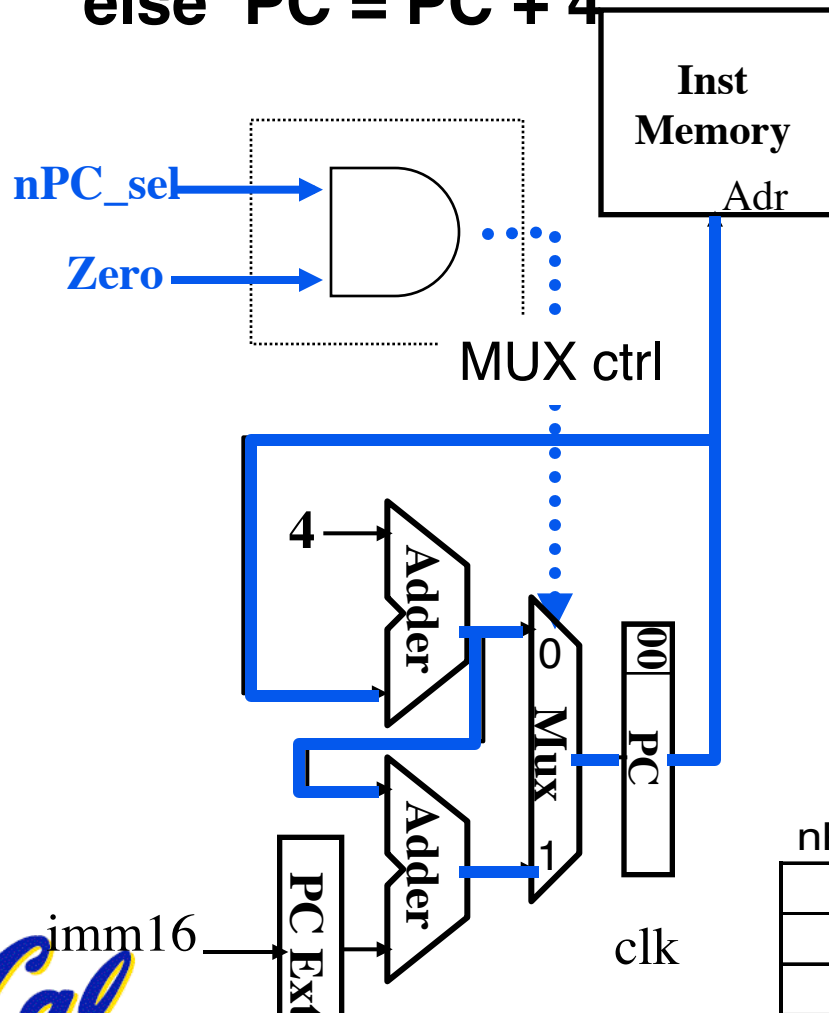 else PC = PC + 4
Inst
Memory
Adr
nPC_sel
Zero
MUX ctrl
4
Adder
0
00
Mux
PC
Adder
1
PC Ext
imm16
clk
Cal